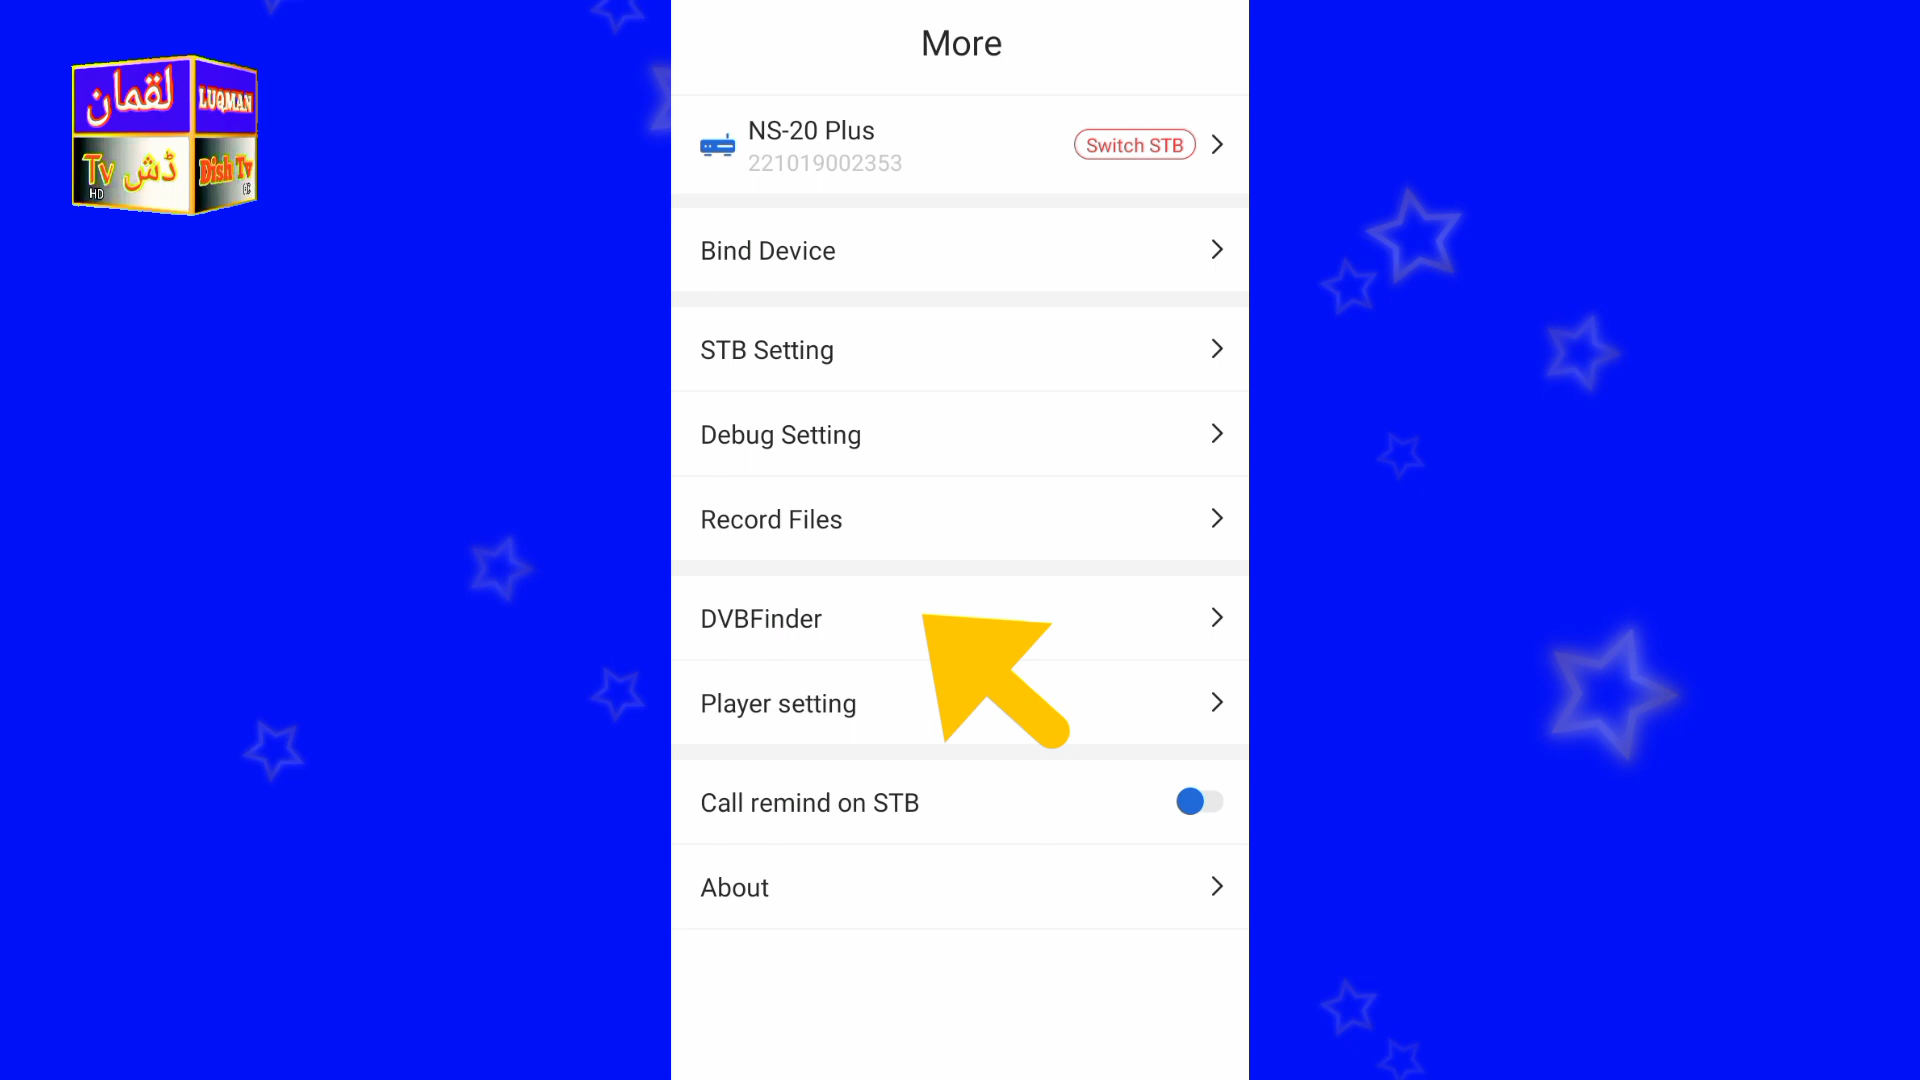 لقمان
LUQMAN
ڈش Tv
HD
Dish Tv
More
NS-20 Plus
221019002353
Switch STB
Bind Device
STB Setting
Debug Setting
Record Files
DVBFinder
Player setting
Call remind on STB
About